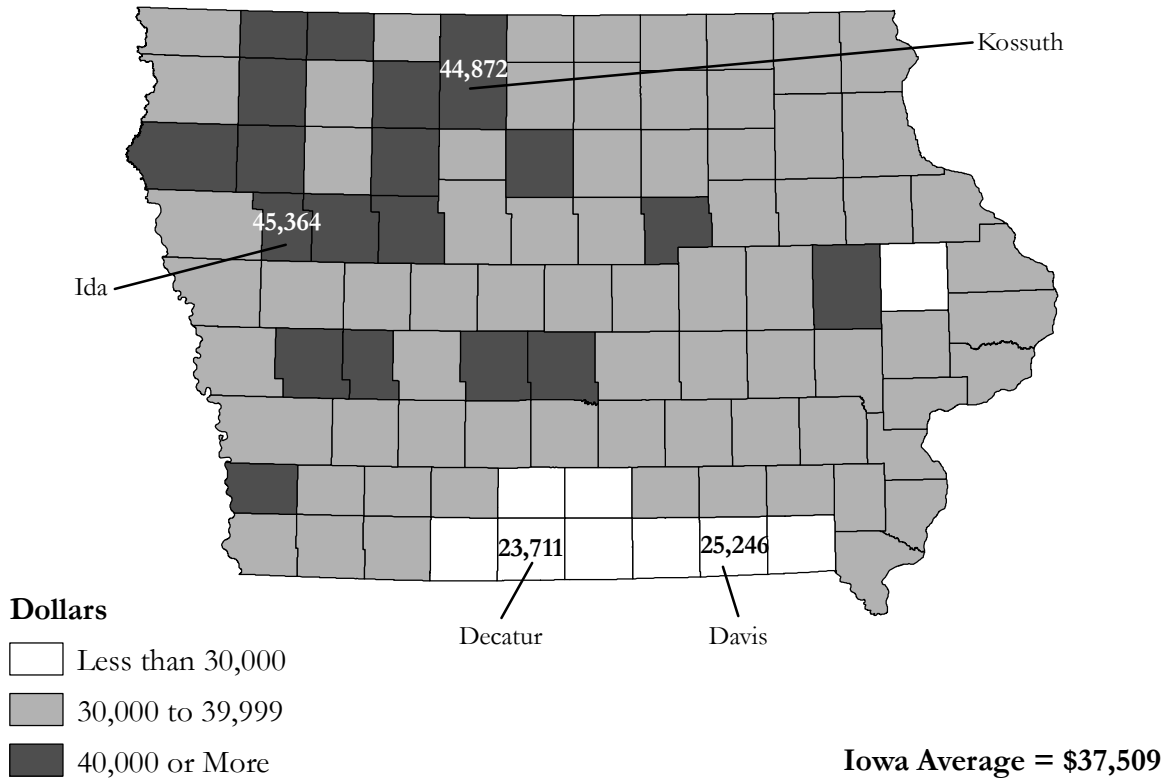 Kossuth
44,872
45,364
Ida
23,711
25,246
Decatur
Davis
Dollars
Less than 30,000
30,000 to 39,999
40,000 or More
Iowa Average = $37,509